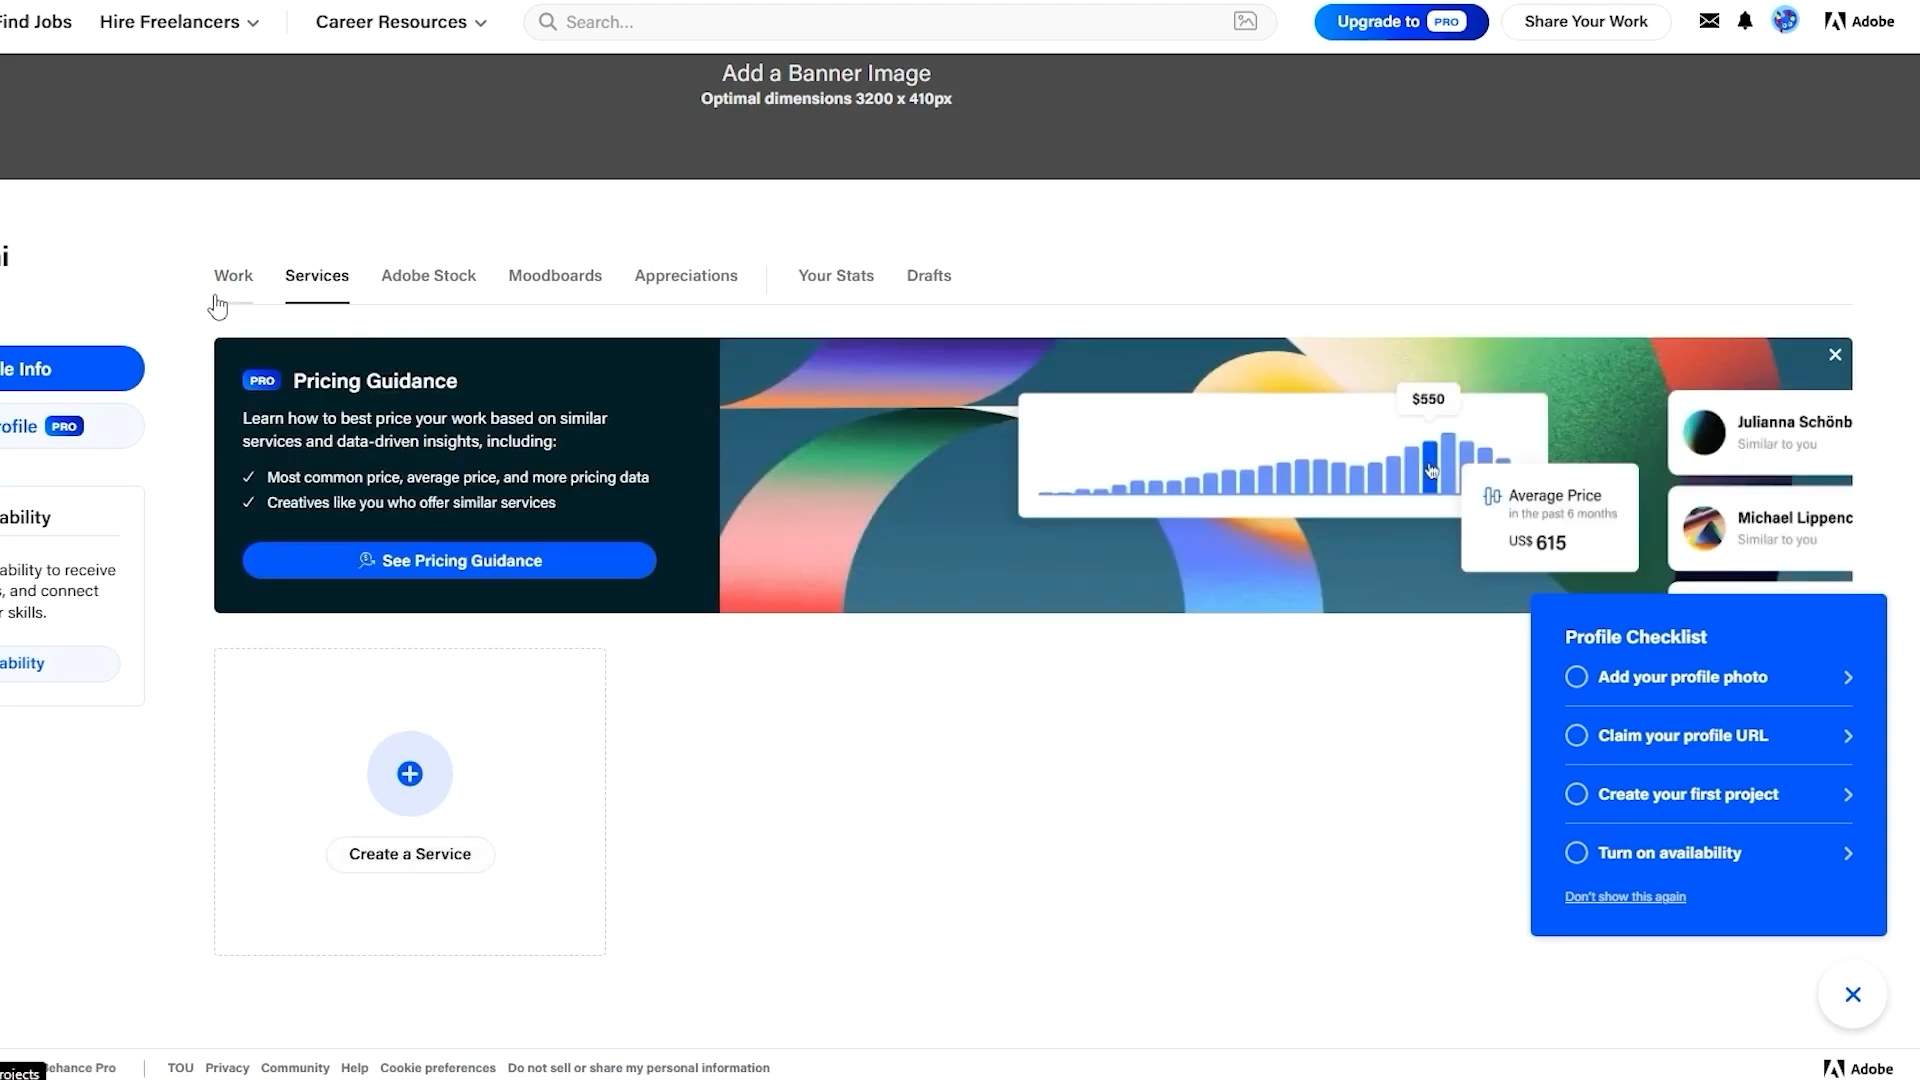 Find Jobs
Hire Freelancers
Career Resources
Search...
Upgrade to PRO
Share Your Work
Adobe
Add a Banner Image
Optimal dimensions 3200 x 410px
i
Work
Services
Adobe Stock
Moodboards
Appreciations
Your Stats
Drafts
le Info
ofile PRO
ability
ability to receive
s, and connect
r skills.
ability
PRO Pricing Guidance
Learn how to best price your work based on similar
services and data-driven insights, including:
✓ Most common price, average price, and more pricing data
✓ Creatives like you who offer similar services
See Pricing Guidance
$550
Average Price
in the past 6 months
US$ 615
Julianna Schönb
Similar to you
Michael Lippenc
Similar to you
Create a Service
Profile Checklist
Add your profile photo
Claim your profile URL
Create your first project
Turn on availability
Don't show this again
rojects
Behance Pro
TOU
Privacy
Community
Help
Cookie preferences
Do not sell or share my personal information
Adobe